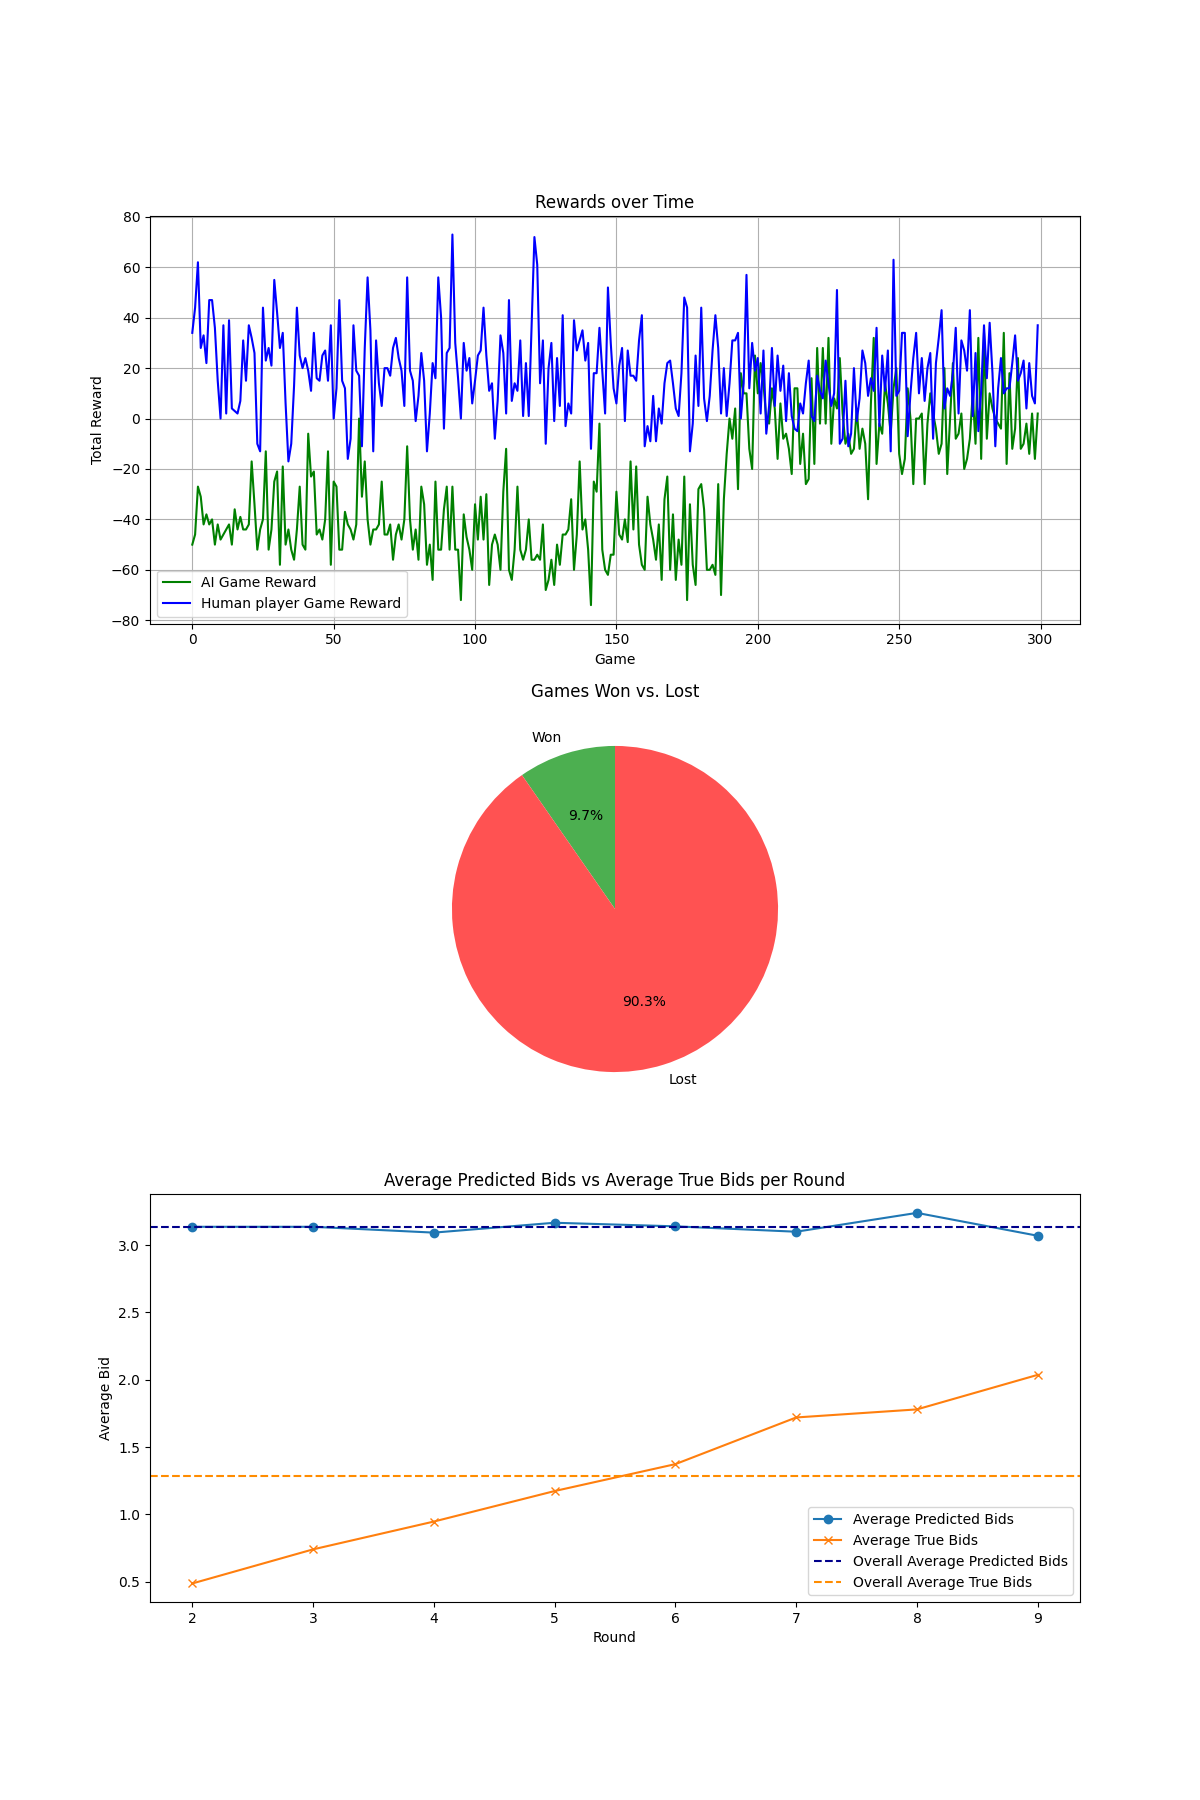 Rewards over Time
Total Reward
80
60
40
20
0
−20
−40
−60
−80
AI Game Reward
Human player Game Reward
0 50 100 150 200 250 300
Game
Games Won vs. Lost
Won
9.7%
90.3%
Lost
Average Predicted Bids vs Average True Bids per Round
Average Bid
3.0
2.5
2.0
1.5
1.0
0.5
Average Predicted Bids
Average True Bids
Overall Average Predicted Bids
Overall Average True Bids
2 3 4 5 6 7 8 9
Round